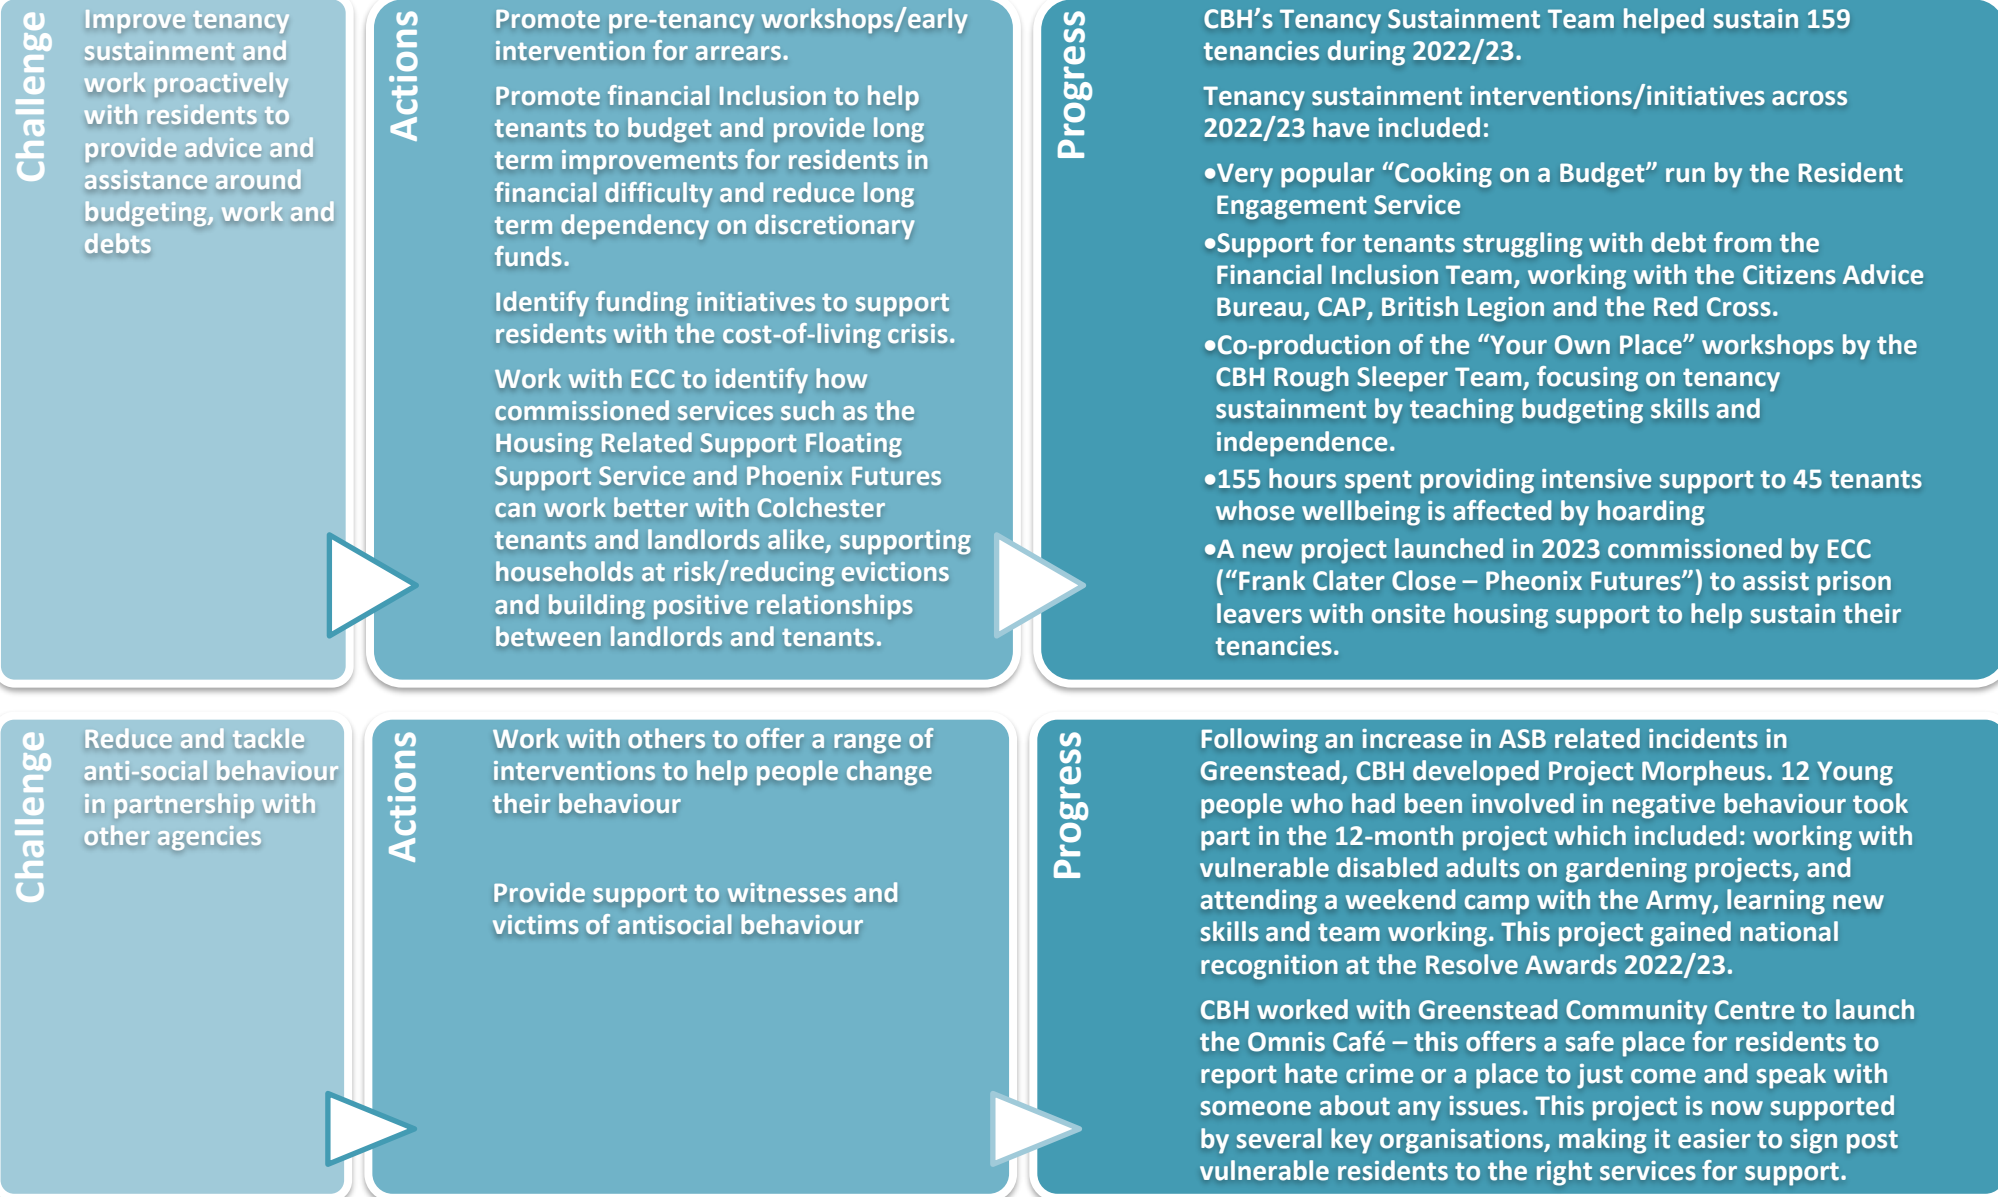 Challenge
Improve tenancy
sustainment and
work proactively
with residents to
provide advice and
assistance around
budgeting, work and
debts
Actions
Promote pre-tenancy workshops/early
intervention for arrears.
Promote financial Inclusion to help
tenants to budget and provide long
term improvements for residents in
financial difficulty and reduce long
term dependency on discretionary
funds.
Identify funding initiatives to support
residents with the cost-of-living crisis.
Work with ECC to identify how
commissioned services such as the
Housing Related Support Floating
Support Service and Phoenix Futures
can work better with Colchester
tenants and landlords alike, supporting
households at risk/reducing evictions
and building positive relationships
between landlords and tenants.
Progress
CBH’s Tenancy Sustainment Team helped sustain 159
tenancies during 2022/23.
Tenancy sustainment interventions/initiatives across
2022/23 have included:
•Very popular “Cooking on a Budget” run by the Resident
Engagement Service
•Support for tenants struggling with debt from the
Financial Inclusion Team, working with the Citizens Advice
Bureau, CAP, British Legion and the Red Cross.
•Co-production of the “Your Own Place” workshops by the
CBH Rough Sleeper Team, focusing on tenancy
sustainment by teaching budgeting skills and
independence.
•155 hours spent providing intensive support to 45 tenants
whose wellbeing is affected by hoarding
•A new project launched in 2023 commissioned by ECC
(“Frank Clater Close – Pheonix Futures”) to assist prison
leavers with onsite housing support to help sustain their
tenancies.
Challenge
Reduce and tackle
anti-social behaviour
in partnership with
other agencies
Actions
Work with others to offer a range of
interventions to help people change
their behaviour
Provide support to witnesses and
victims of antisocial behaviour
Progress
Following an increase in ASB related incidents in
Greenstead, CBH developed Project Morpheus. 12 Young
people who had been involved in negative behaviour took
part in the 12-month project which included: working with
vulnerable disabled adults on gardening projects, and
attending a weekend camp with the Army, learning new
skills and team working. This project gained national
recognition at the Resolve Awards 2022/23.
CBH worked with Greenstead Community Centre to launch
the Omnis Café – this offers a safe place for residents to
report hate crime or a place to just come and speak with
someone about any issues. This project is now supported
by several key organisations, making it easier to sign post
vulnerable residents to the right services for support.